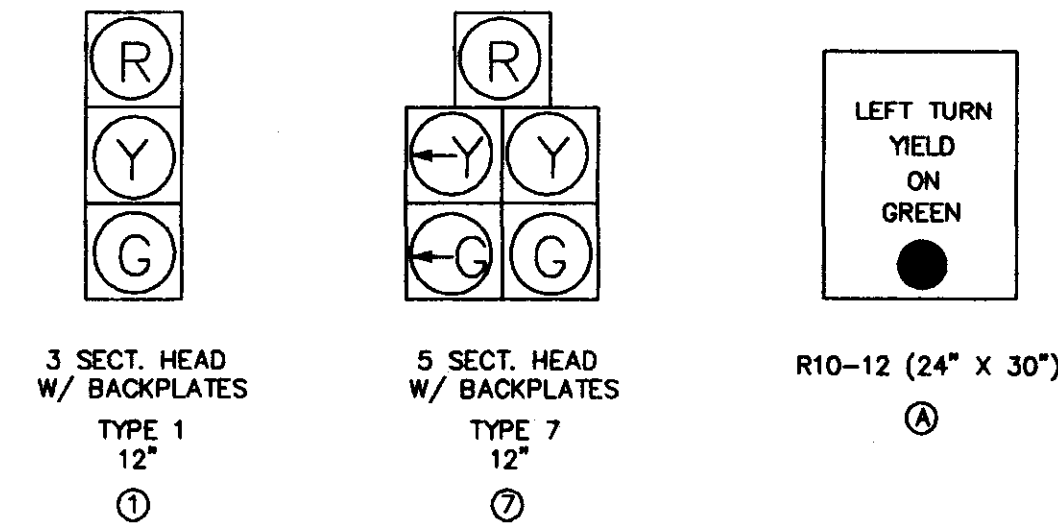 R
Y
G
3 SECT. HEAD
W/ BACKPLATES
TYPE 1
12"
1
R
Y Y
G G
5 SECT. HEAD
W/ BACKPLATES
TYPE 7
12"
7
LEFT TURN
YIELD
ON
GREEN
R10-12 (24" X 30")
A